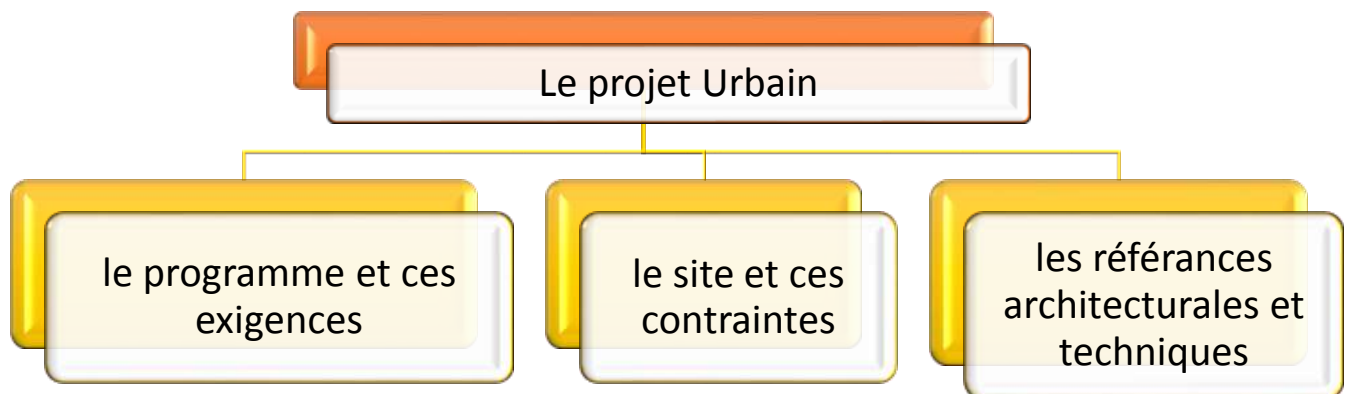 Le projet Urbain
le programme et ces
exigences
le site et ces
contraintes
les référances
architecturales et
techniques